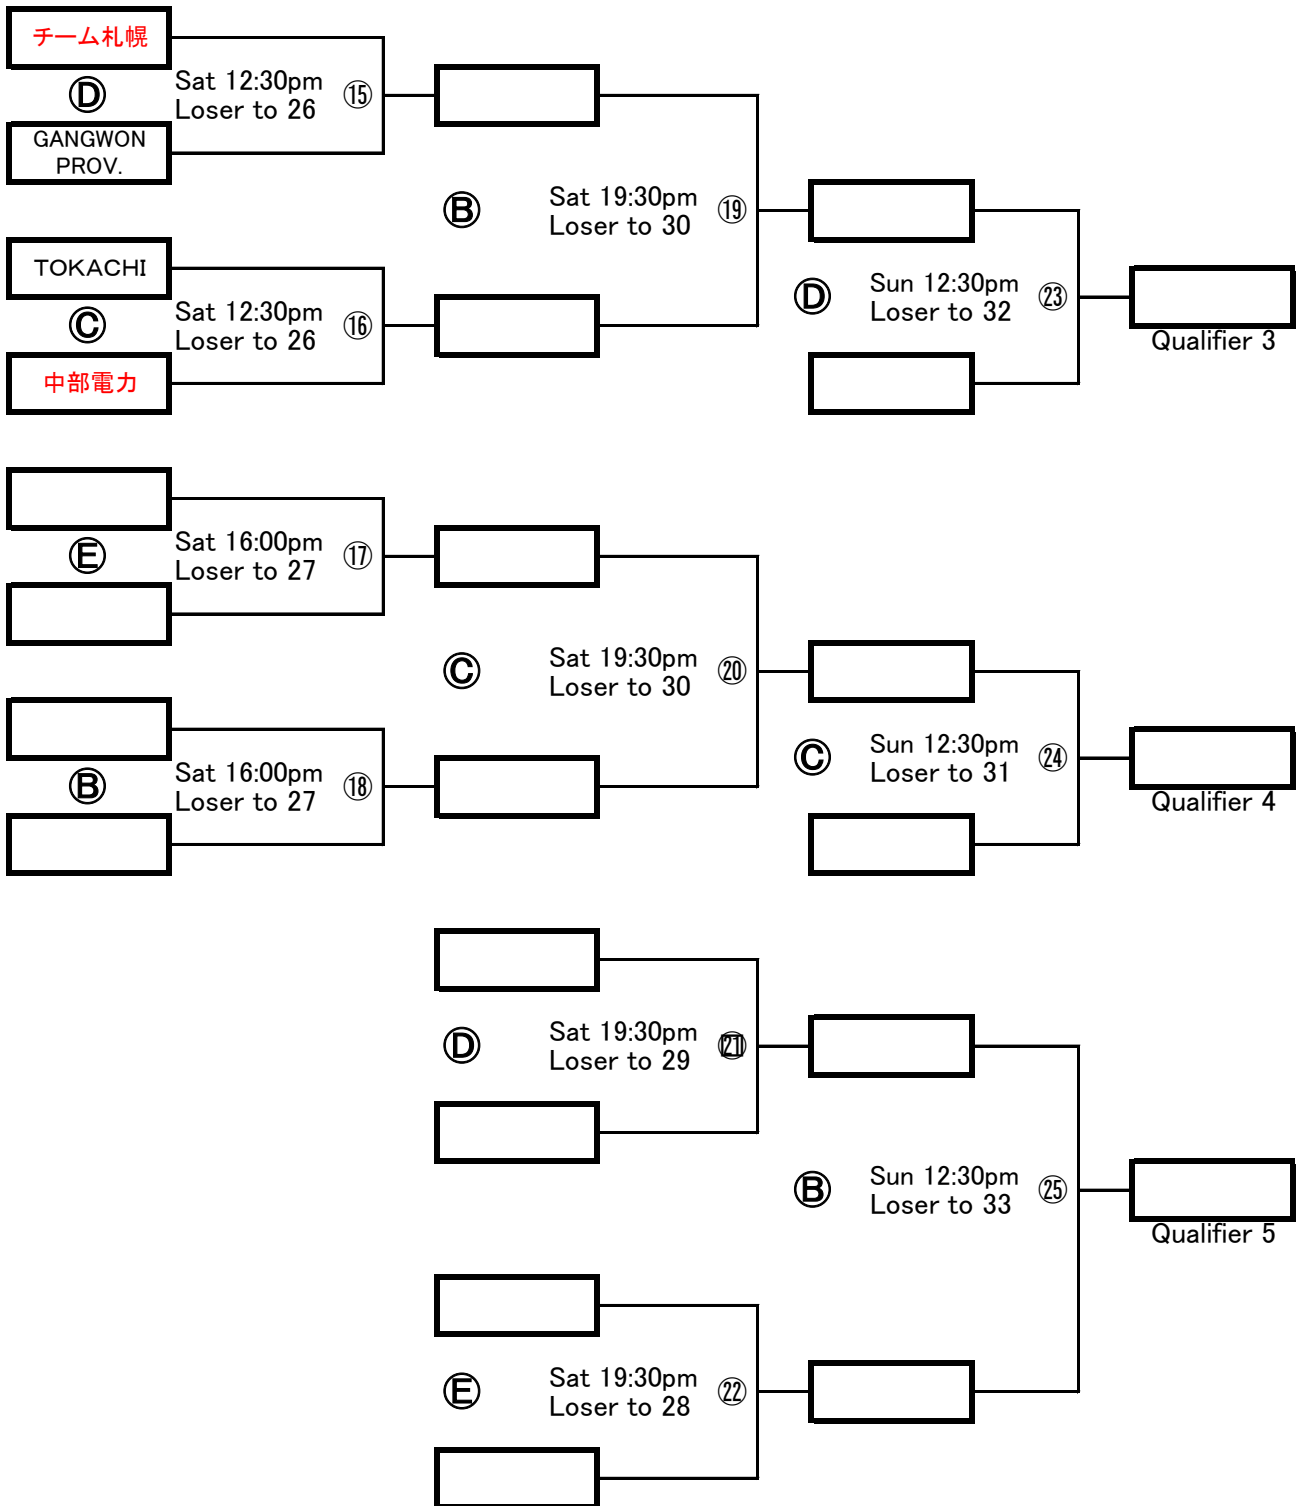 チーム札幌
Ⓓ
Sat 12:30pm
Loser to 26
⑮
GANGWON
PROV.
Ⓑ
Sat 19:30pm
Loser to 30
⑲
TOKACHI
Ⓒ
Sat 12:30pm
Loser to 26
⑯
中部電力
Ⓓ
Sun 12:30pm
Loser to 32
㉓
Qualifier 3
Ⓔ
Sat 16:00pm
Loser to 27
⑰
Ⓒ
Sat 19:30pm
Loser to 30
⑳
Ⓑ
Sat 16:00pm
Loser to 27
⑱
Ⓒ
Sun 12:30pm
Loser to 31
㉔
Qualifier 4
Ⓓ
Sat 19:30pm
Loser to 29
㉑
Ⓑ
Sun 12:30pm
Loser to 33
㉕
Qualifier 5
Ⓔ
Sat 19:30pm
Loser to 28
㉒